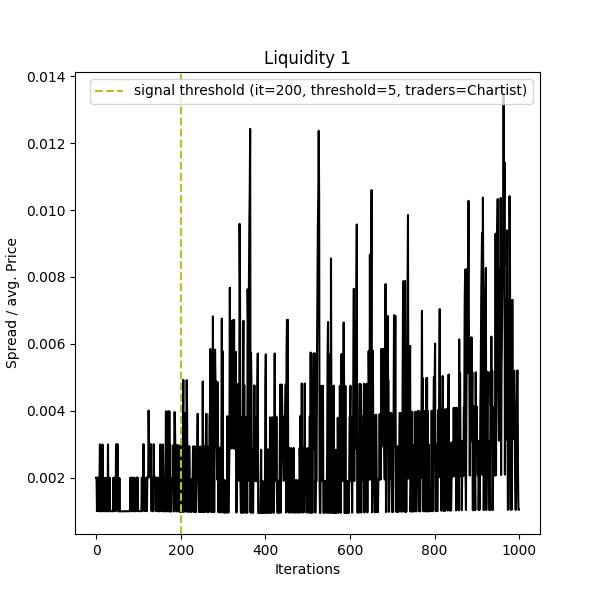 Liquidity 1
signal threshold (it=200, threshold=5, traders=Chartist)
0.014
0.012
0.010
0.008
0.006
0.004
0.002
Spread / avg. Price
0 200 400 600 800 1000
Iterations